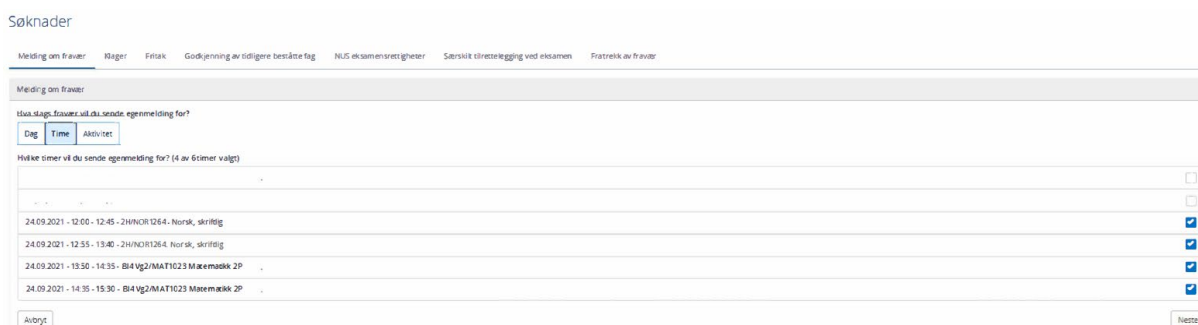 Søknader
Melding om fravær Klager Fritak Godkjenning av tidligere beståtte fag NUS eksamensrettigheter Særskilt tilrettelegging ved eksamen Fratrekk av fravær
Melding om fravær
Hva slags fravær vil du sende egenmelding for?
Dag Time Aktivitet
Hvilke timer vil du sende egenmelding for? (4 av 6 timer valgt)
24.09.2021 - 12:00 - 12:45 - 2H/NOR1264 - Norsk, skriftlig
24.09.2021 - 12:55 - 13:40 - 2H/NOR1264. Norsk, skriftlig
24.09.2021 - 13:50 - 14:35 - BI4 Vg2/MAT1023 Matematikk 2P
24.09.2021 - 14:35 - 15:30 - BI4 Vg2/MAT1023 Matematikk 2P
Avbryt Neste